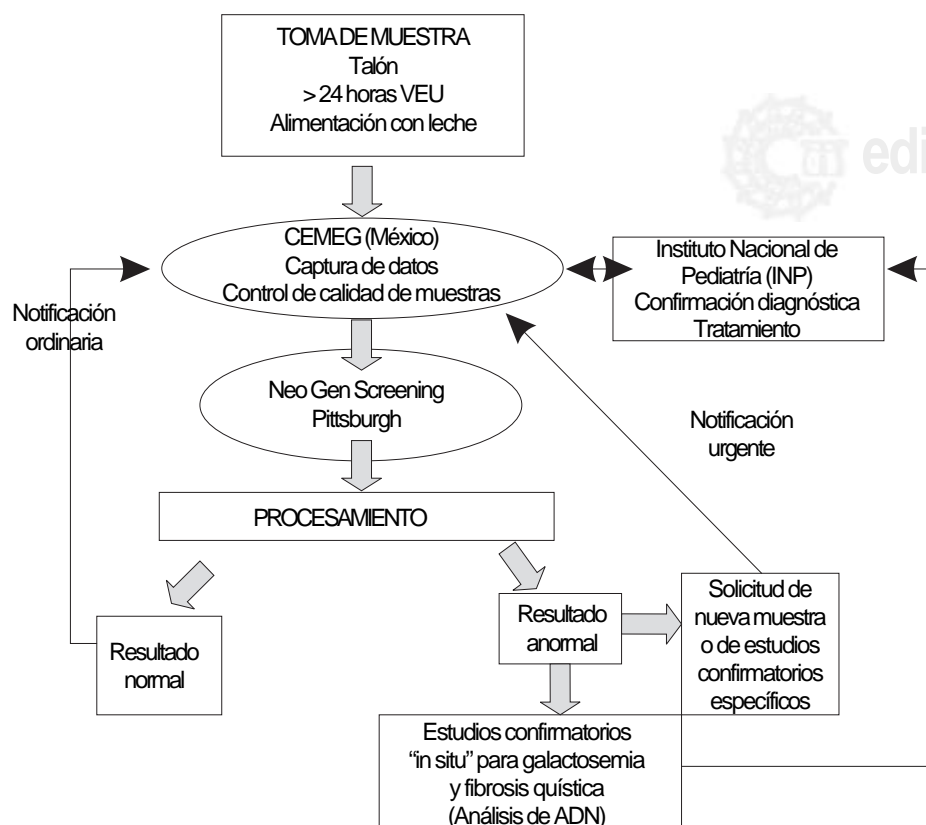 TOMA DE MUESTRA
Talón
> 24 horas VEU
Alimentación con leche
edi
CEMEG (México)
Captura de datos
Control de calidad de muestras
Instituto Nacional de
Pediatría (INP)
Confirmación diagnóstica
Tratamiento
Notificación
ordinaria
Neo Gen Screening
Pittsburgh
Notificación
urgente
PROCESAMIENTO
Resultado
normal
Resultado
anormal
Solicitud de
nueva muestra
o de estudios
confirmatorios
específicos
Estudios confirmatorios
“in situ” para galactosemia
y fibrosis quística
(Análisis de ADN)